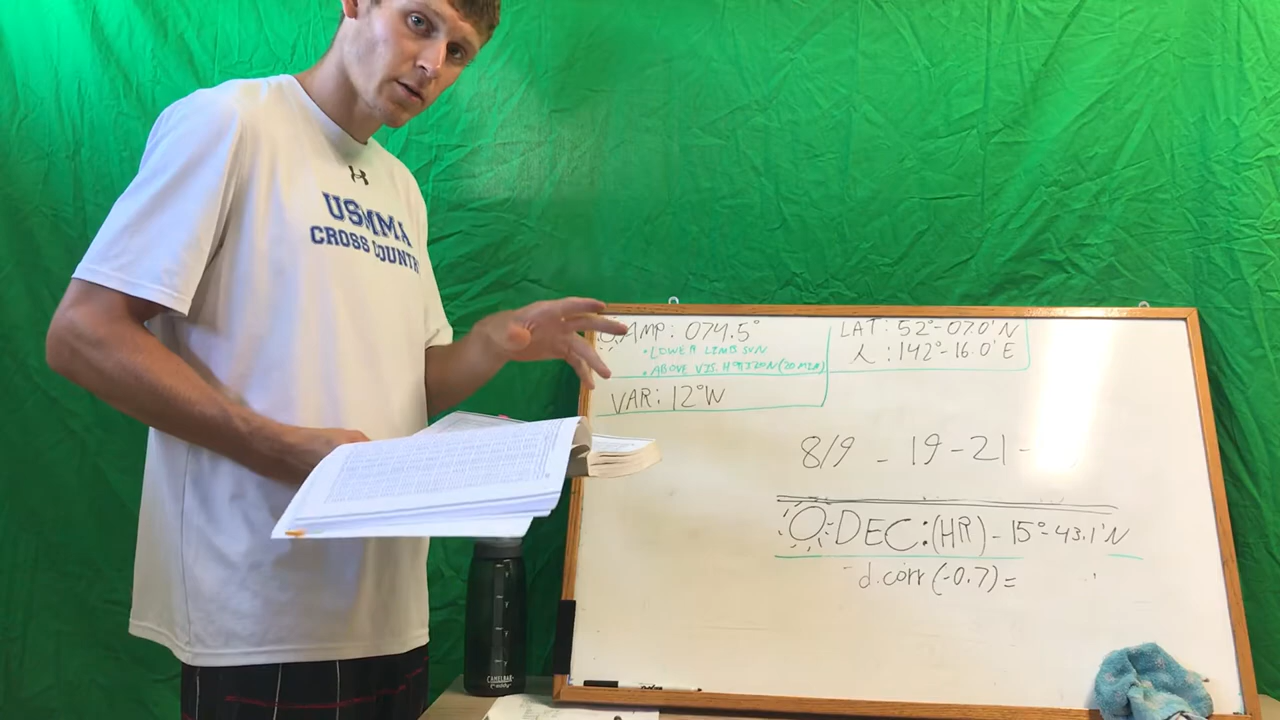 USMMA
CROSS COUNTRY
AMP: 074.5°
• LOWER LIMB SUN
• ABOVE VIS. HORIZON (20 MIN)
VAR: 12°W
LAT: 52°-07.0'N
λ: 142°-16.0'E
8/9 - 19-21-
DEC:(HR) - 15°-43.1'N
d.corr (-0.7) =
CAMELBAK
eddy